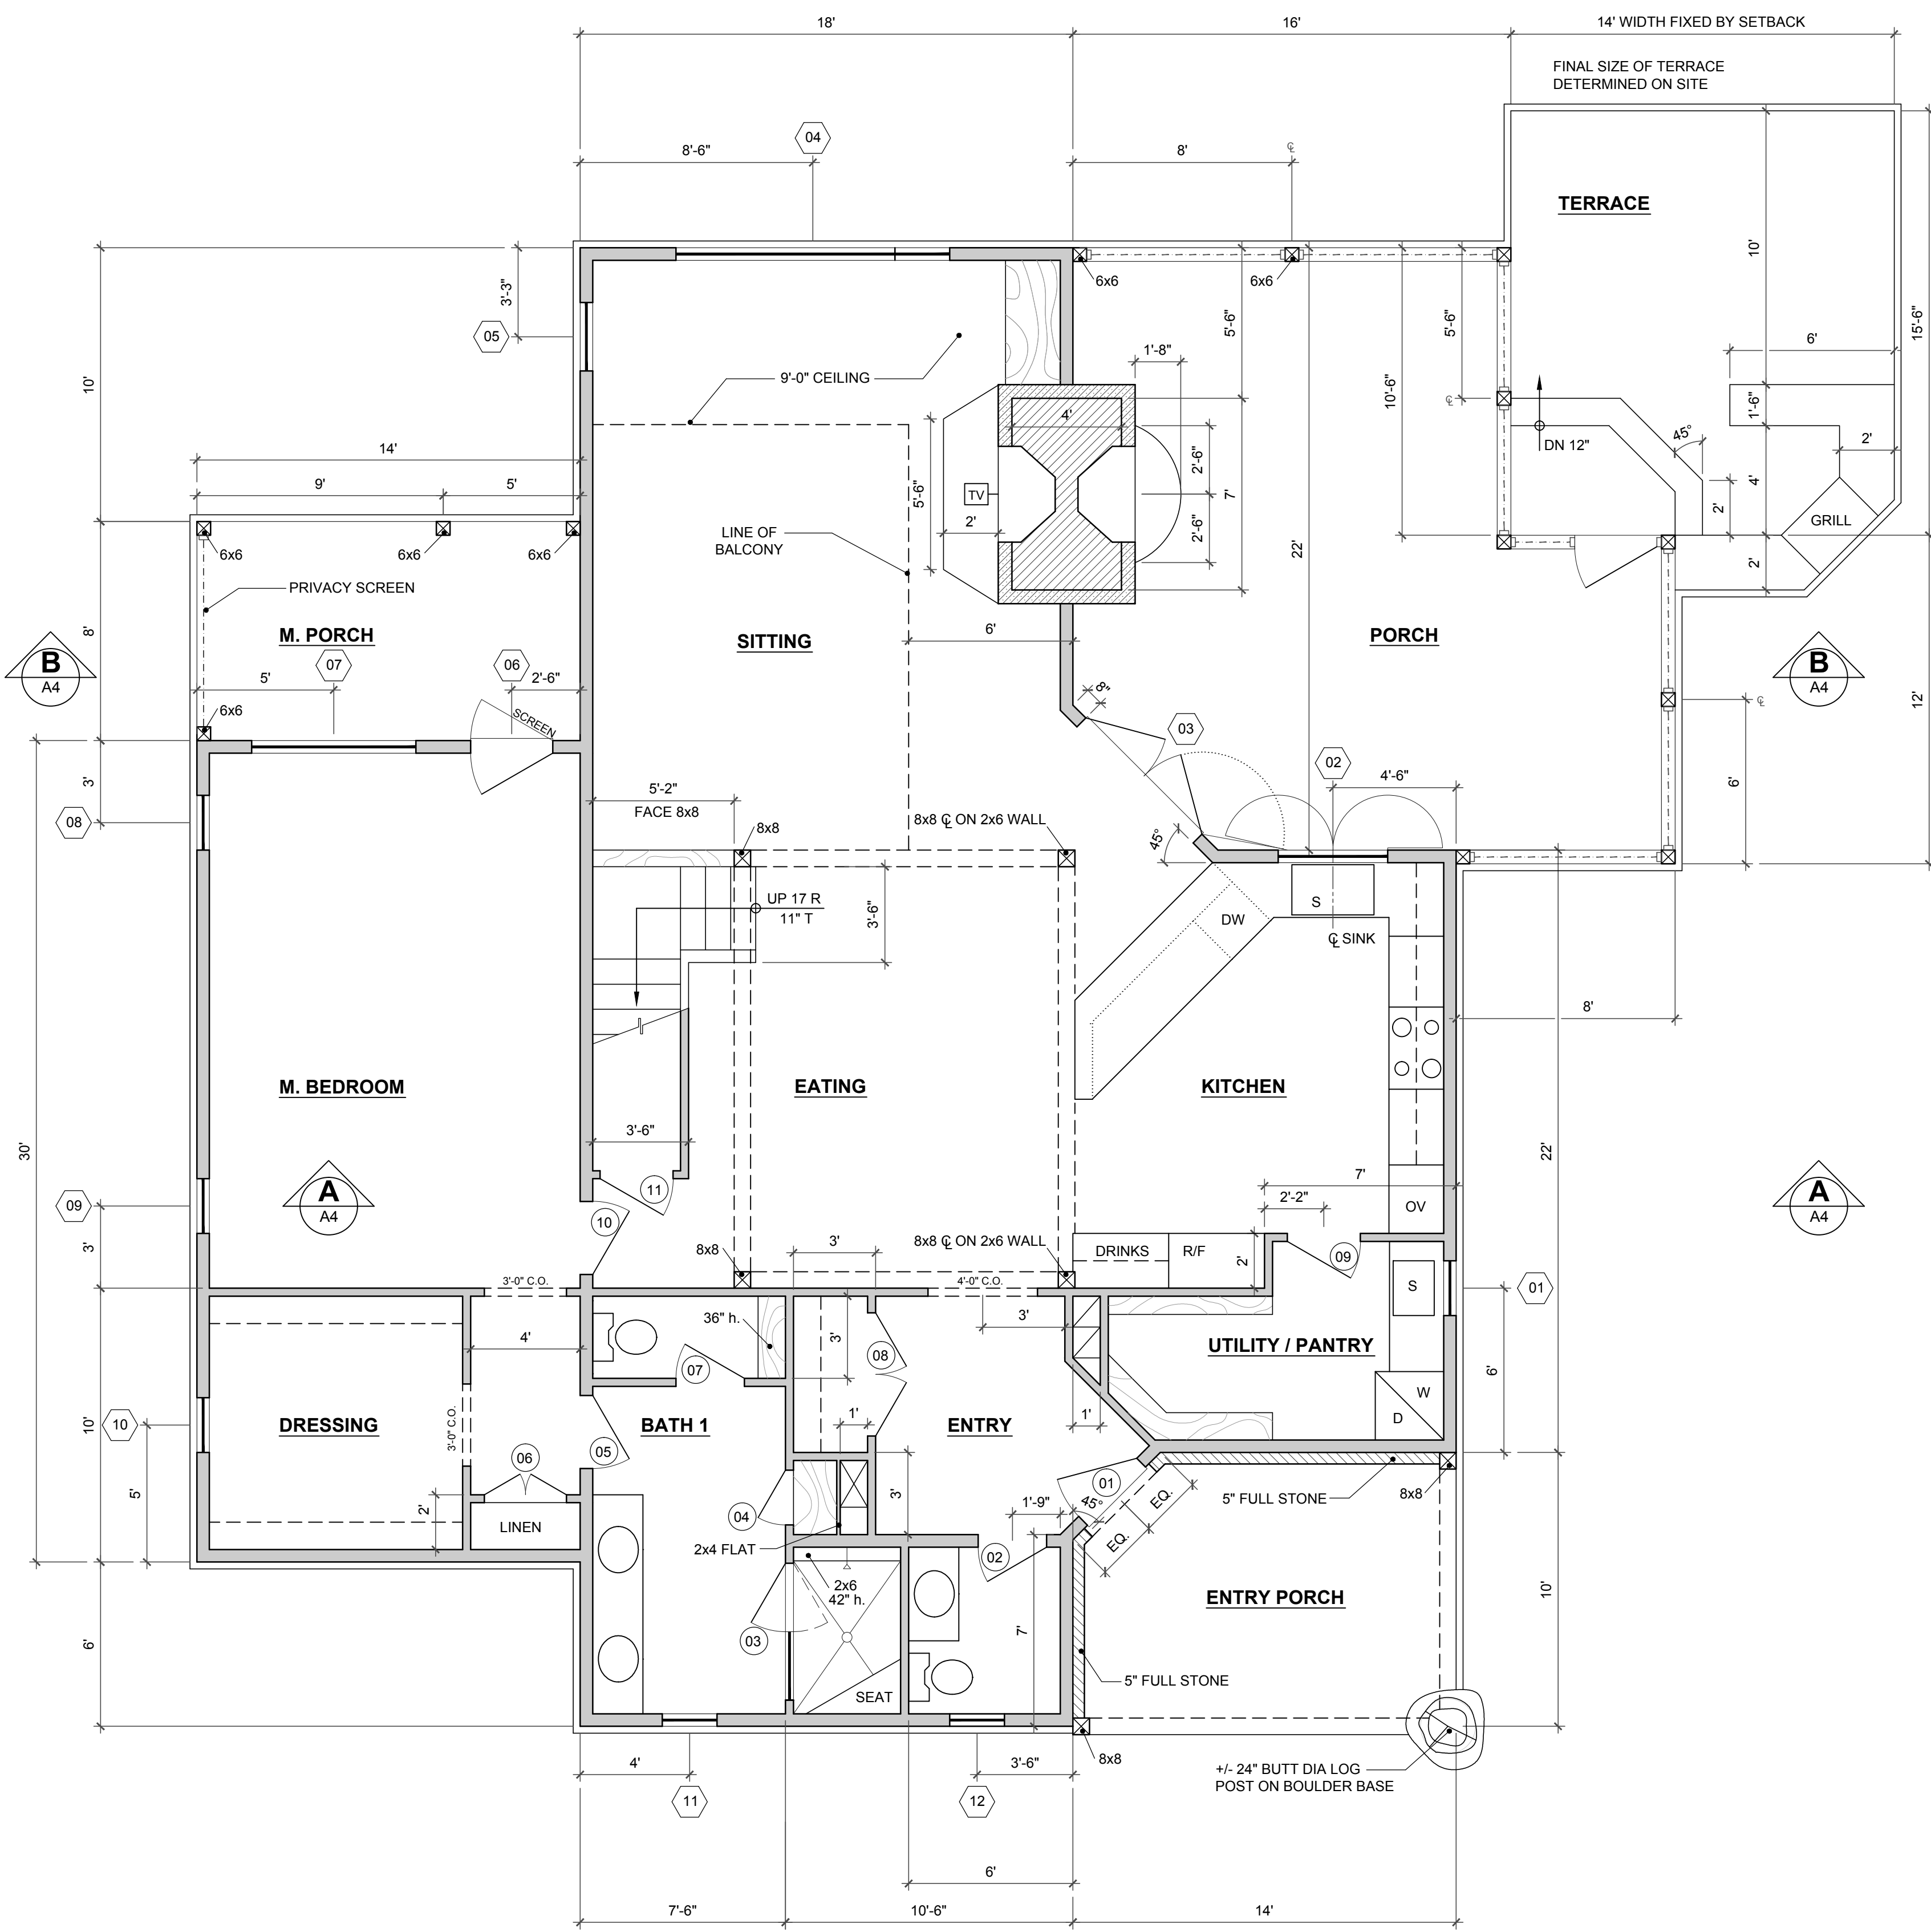 18'
16'
14' WIDTH FIXED BY SETBACK
FINAL SIZE OF TERRACE
DETERMINED ON SITE
04
8'-6"
8'
℄
TERRACE
10'
3'-3"
05
6x6
6x6
5'-6"
5'-6"
15'-6"
1'-8"
6'
10'
9'-0" CEILING
10'-6"
℄
1'-6"
4'
45°
2'
14'
DN 12"
9'
5'
2'-6"
7'
5'-6"
TV
4'
2'
GRILL
2'
LINE OF
BALCONY
2'-6"
22'
6x6
6x6
6x6
2'
PRIVACY SCREEN
8'
M. PORCH
SITTING
6'
PORCH
B
A4
07
06
5'
2'-6"
B
A4
12'
6x6
SCREEN
8"
03
℄
02
4'-6"
3'
6'
5'-2"
FACE 8x8
8x8
8x8 ℄ ON 2x6 WALL
08
45°
UP 17 R
11" T
3'-6"
S
DW
℄ SINK
8'
M. BEDROOM
EATING
KITCHEN
3'-6"
30'
22'
A
A4
11
7'
A
A4
09
2'-2"
OV
10
3'
8x8
3'
8x8 ℄ ON 2x6 WALL
DRINKS
R/F
2'
09
3'-0" C.O.
4'-0" C.O.
S
01
36" h.
3'
3'
4'
08
UTILITY / PANTRY
07
6'
W
D
10
10'
DRESSING
3'-0" C.O.
BATH 1
1'
ENTRY
1'
05
06
01
5'
2'
3'
1'-9"
45°
EQ.
EQ.
5" FULL STONE
8x8
LINEN
04
2x4 FLAT
02
2x6
42" h.
ENTRY PORCH
10'
03
7'
6'
SEAT
5" FULL STONE
8x8
4'
3'-6"
+/- 24" BUTT DIA LOG
POST ON BOULDER BASE
11
12
6'
7'-6"
10'-6"
14'